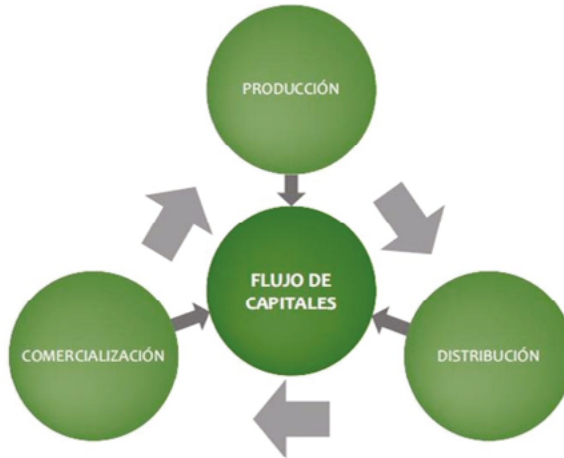 PRODUCCIÓN
FLUJO DE
CAPITALES
COMERCIALIZACIÓN
DISTRIBUCIÓN